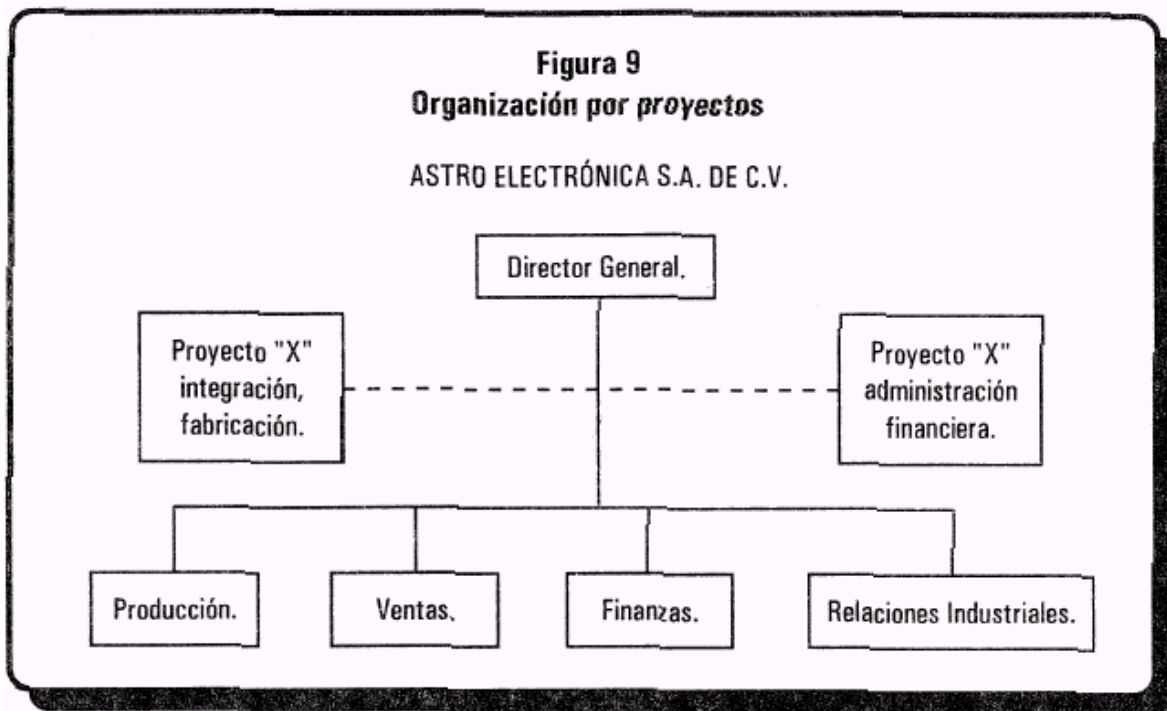 Figura 9
Organización por proyectos
ASTRO ELECTRÓNICA S.A. DE C.V.
Director General.
Proyecto "X"
integración,
fabricación.
Proyecto "X"
administración
financiera.
Producción.
Ventas.
Finanzas.
Relaciones Industriales.